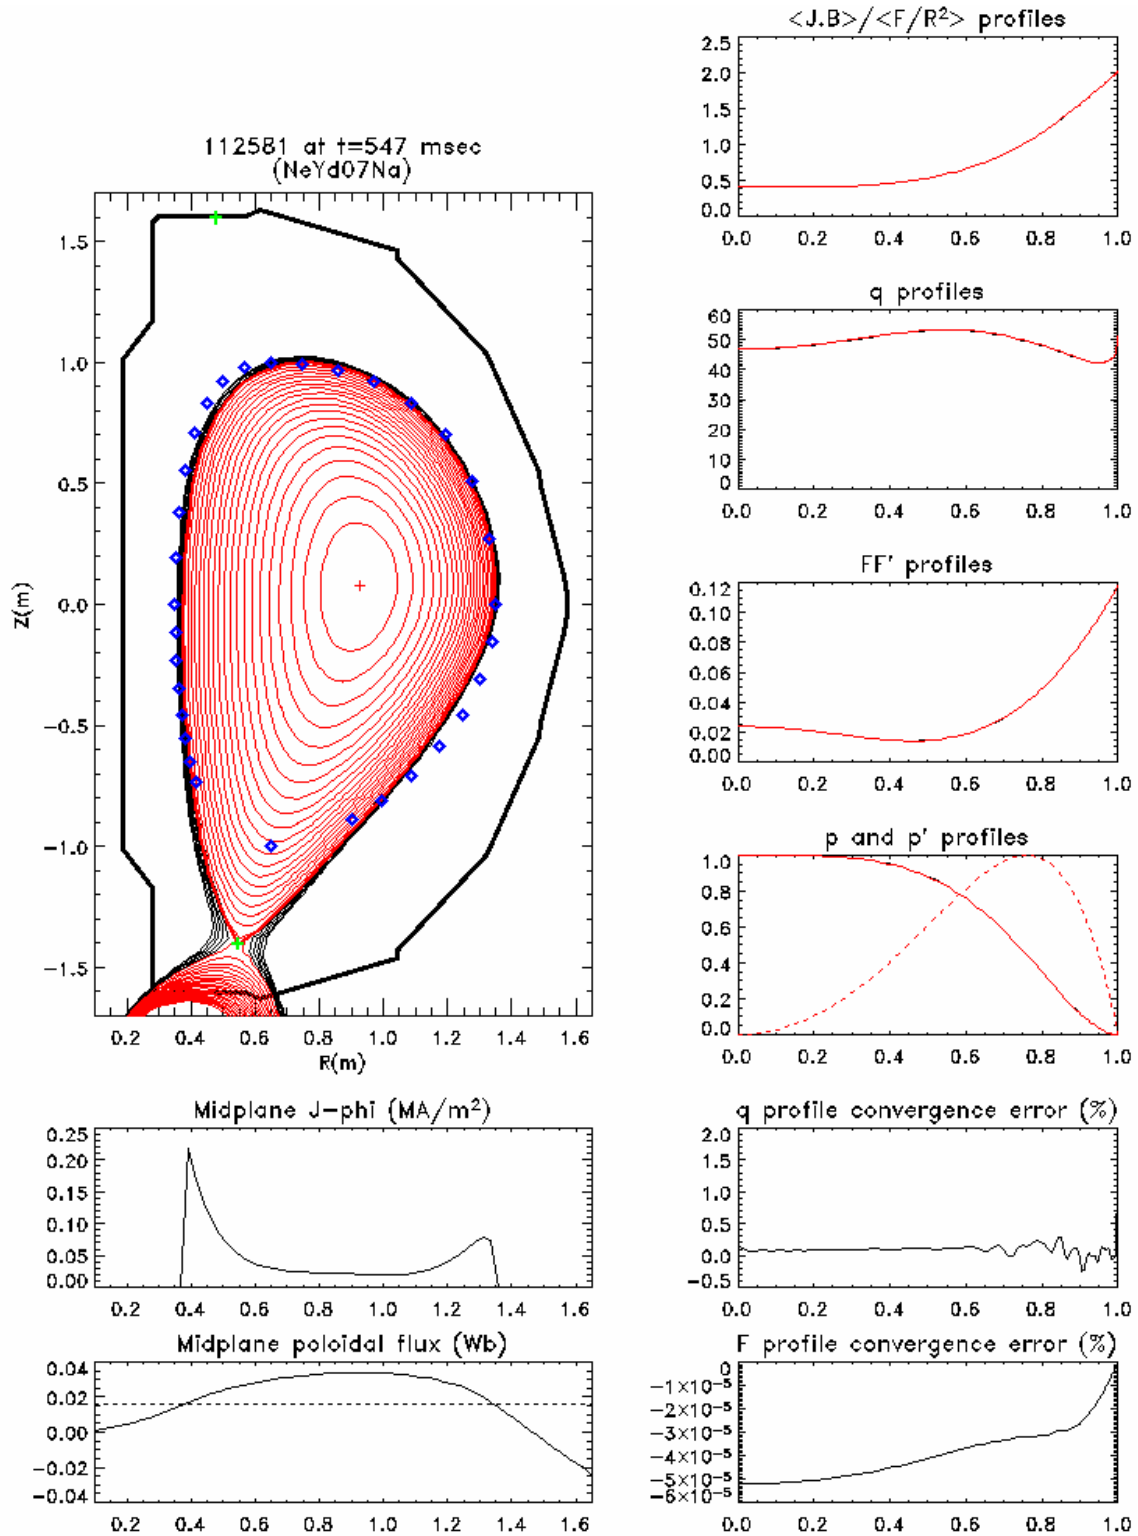 <J.B>/<F/R²> profiles
2.5
2.0
1.5
1.0
0.5
0.0
0.0 0.2 0.4 0.6 0.8 1.0
112581 at t=547 msec
(NeYd07Na)
1.5
1.0
0.5
0.0
−0.5
−1.0
−1.5
Z(m)
0.2 0.4 0.6 0.8 1.0 1.2 1.4 1.6
R(m)
q profiles
60
50
40
30
20
10
0
0.0 0.2 0.4 0.6 0.8 1.0
FF' profiles
0.12
0.10
0.08
0.06
0.04
0.02
0.00
0.0 0.2 0.4 0.6 0.8 1.0
p and p' profiles
1.0
0.8
0.6
0.4
0.2
0.0
0.0 0.2 0.4 0.6 0.8 1.0
Midplane J−phi (MA/m²)
0.25
0.20
0.15
0.10
0.05
0.00
0.2 0.4 0.6 0.8 1.0 1.2 1.4 1.6
q profile convergence error (%)
2.0
1.5
1.0
0.5
0.0
−0.5
0.0 0.2 0.4 0.6 0.8 1.0
Midplane poloidal flux (Wb)
0.04
0.02
0.00
−0.02
−0.04
0.2 0.4 0.6 0.8 1.0 1.2 1.4 1.6
F profile convergence error (%)
0
−1×10⁻⁵
−2×10⁻⁵
−3×10⁻⁵
−4×10⁻⁵
−5×10⁻⁵
−6×10⁻⁵
0.0 0.2 0.4 0.6 0.8 1.0